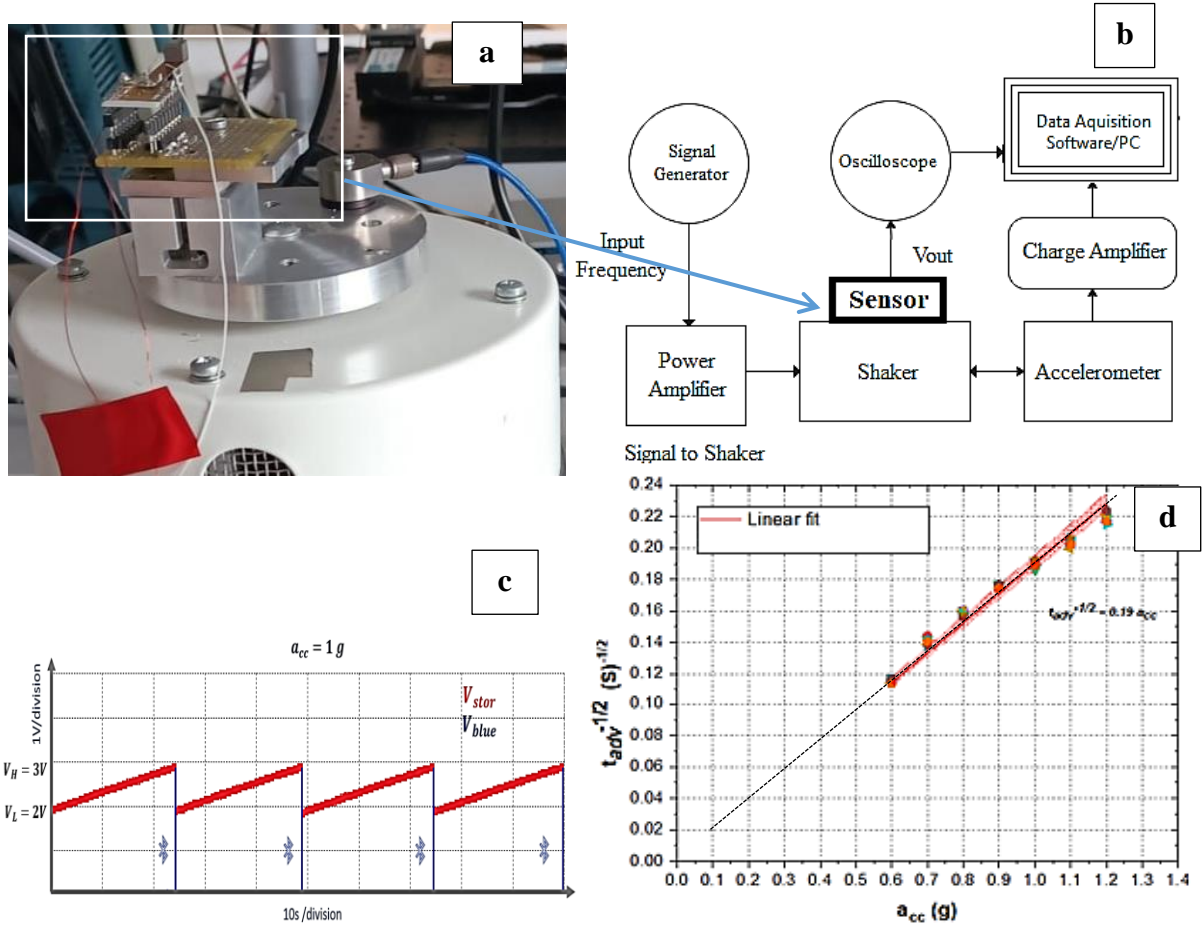 a
b
Signal
Generator
Oscilloscope
Data Aquisition
Software/PC
Input
Frequency
Vout
Charge Amplifier
Sensor
Power
Amplifier
Shaker
Accelerometer
Signal to Shaker
c
a_cc = 1 g
1V/division
V_stor
V_blue
V_H = 3V
V_L = 2V
10s /division
d
Linear fit
t_adv^-1/2 = 0.19 a_cc
t_adv^-1/2 (S)^-1/2
0.24
0.22
0.20
0.18
0.16
0.14
0.12
0.10
0.08
0.06
0.04
0.02
0.00
0.0 0.1 0.2 0.3 0.4 0.5 0.6 0.7 0.8 0.9 1.0 1.1 1.2 1.3 1.4
a_cc (g)